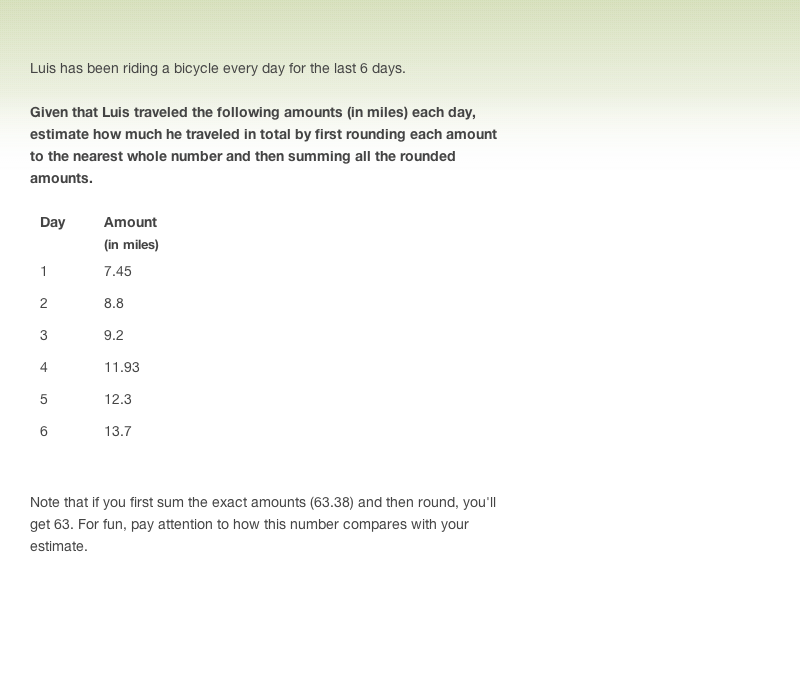 Luis has been riding a bicycle every day for the last 6 days.
Given that Luis traveled the following amounts (in miles) each day,
estimate how much he traveled in total by first rounding each amount
to the nearest whole number and then summing all the rounded
amounts.
Day Amount
(in miles)
1 7.45
2 8.8
3 9.2
4 11.93
5 12.3
6 13.7
Note that if you first sum the exact amounts (63.38) and then round, you'll
get 63. For fun, pay attention to how this number compares with your
estimate.